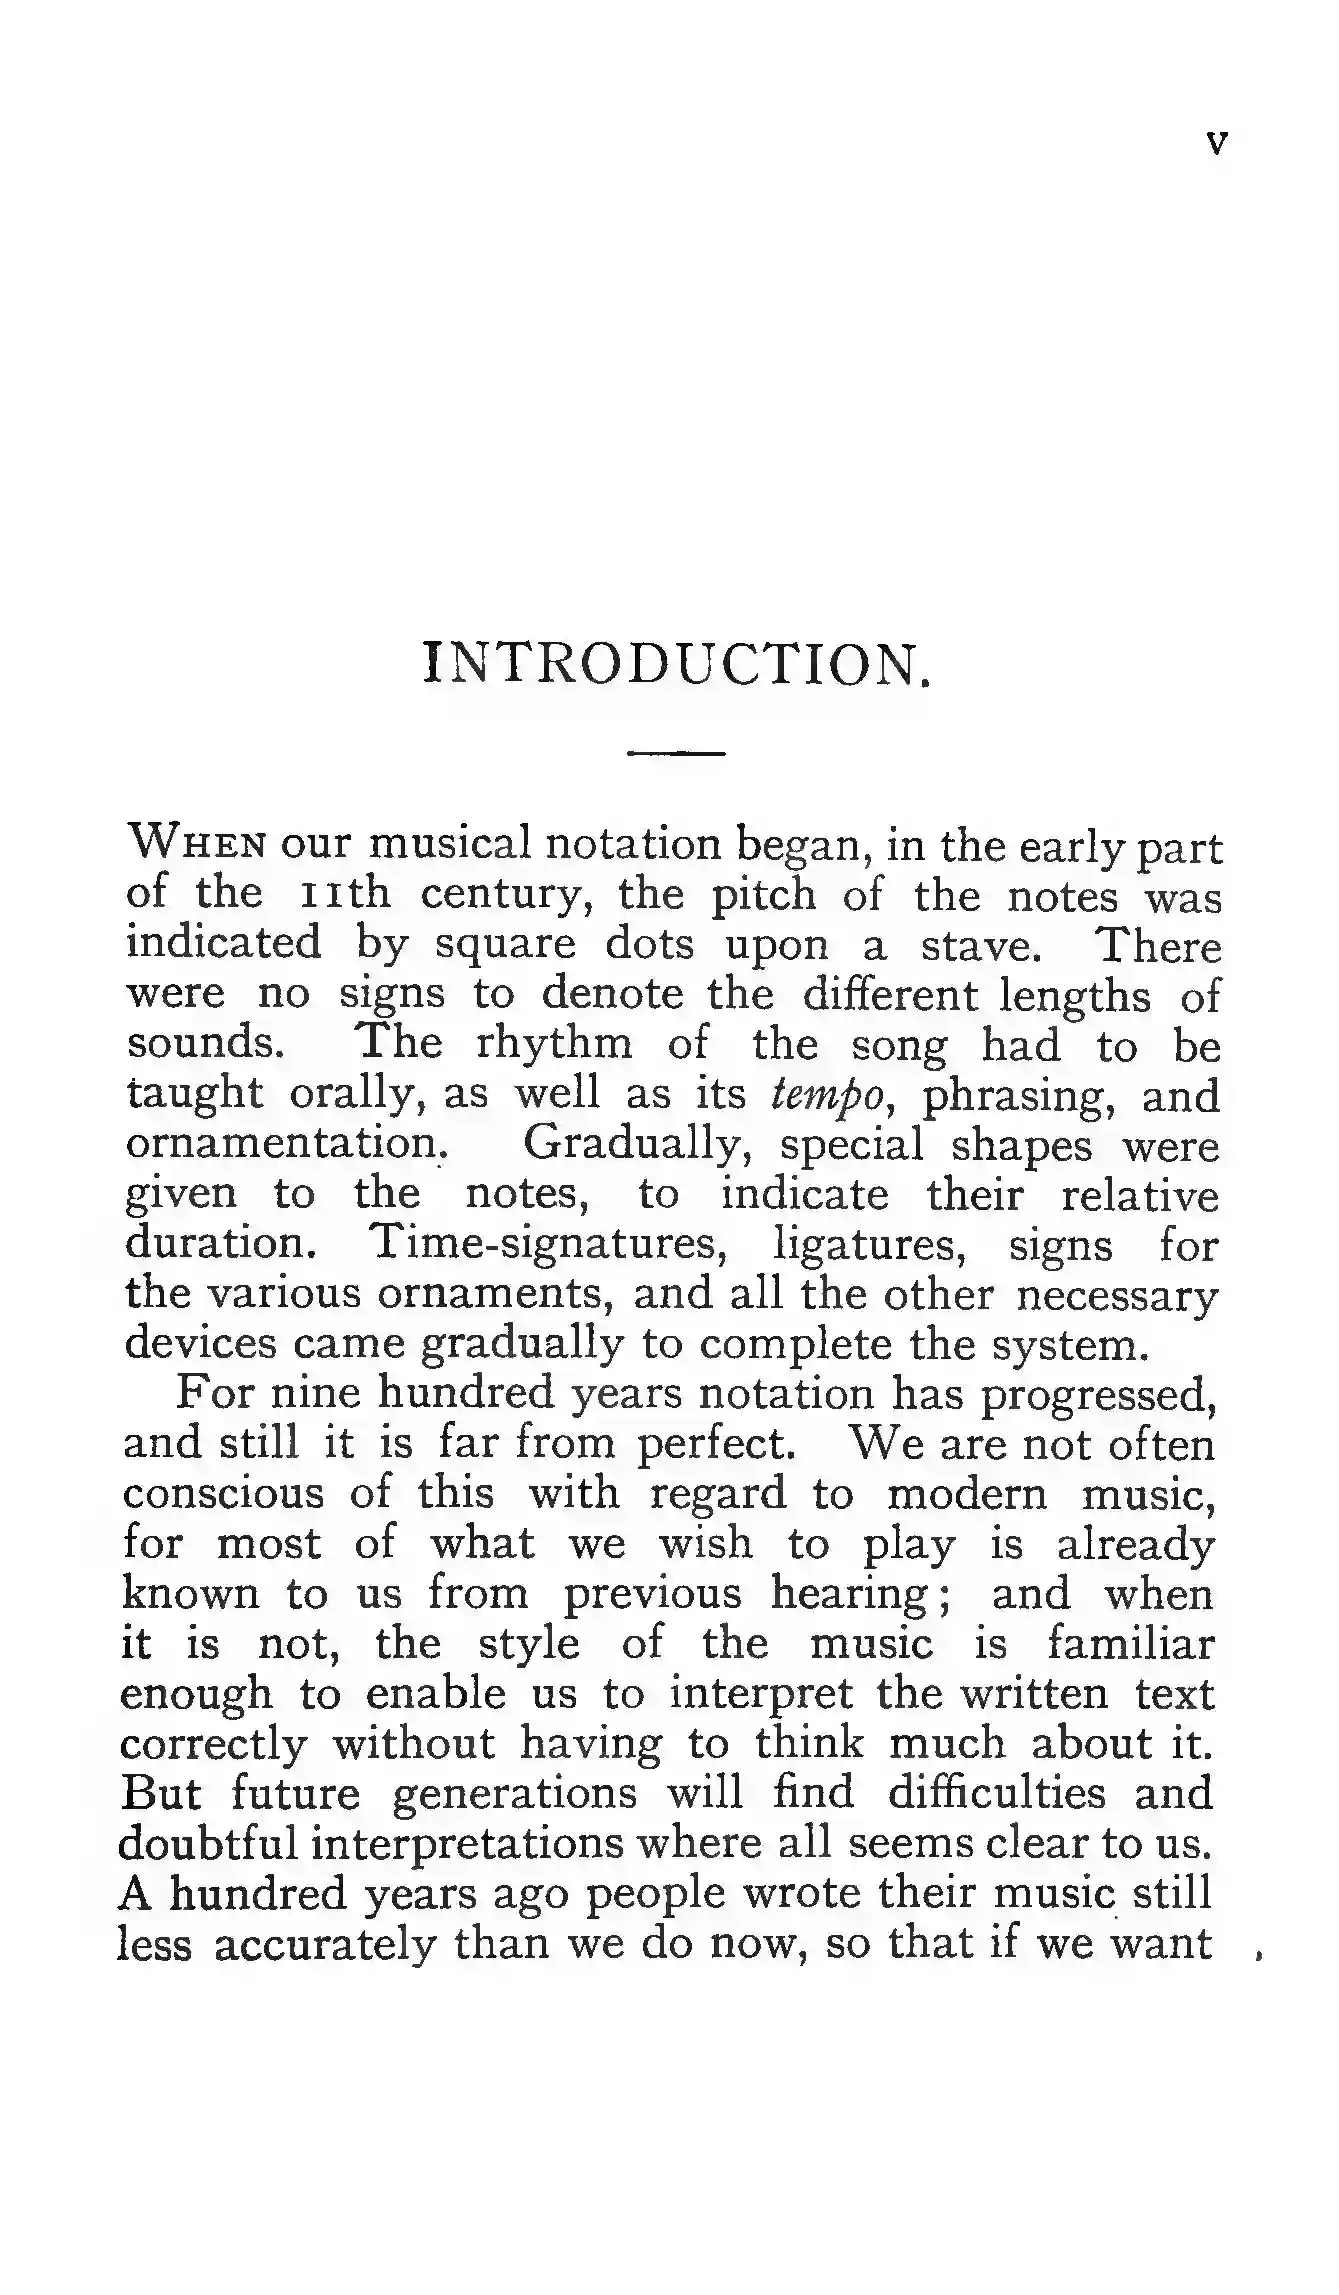 v
INTRODUCTION.
WHEN our musical notation began, in the early part
of the 11th century, the pitch of the notes was
indicated by square dots upon a stave. There
were no signs to denote the different lengths of
sounds. The rhythm of the song had to be
taught orally, as well as its tempo, phrasing, and
ornamentation. Gradually, special shapes were
given to the notes, to indicate their relative
duration. Time-signatures, ligatures, signs for
the various ornaments, and all the other necessary
devices came gradually to complete the system.
For nine hundred years notation has progressed,
and still it is far from perfect. We are not often
conscious of this with regard to modern music,
for most of what we wish to play is already
known to us from previous hearing; and when
it is not, the style of the music is familiar
enough to enable us to interpret the written text
correctly without having to think much about it.
But future generations will find difficulties and
doubtful interpretations where all seems clear to us.
A hundred years ago people wrote their music still
less accurately than we do now, so that if we want